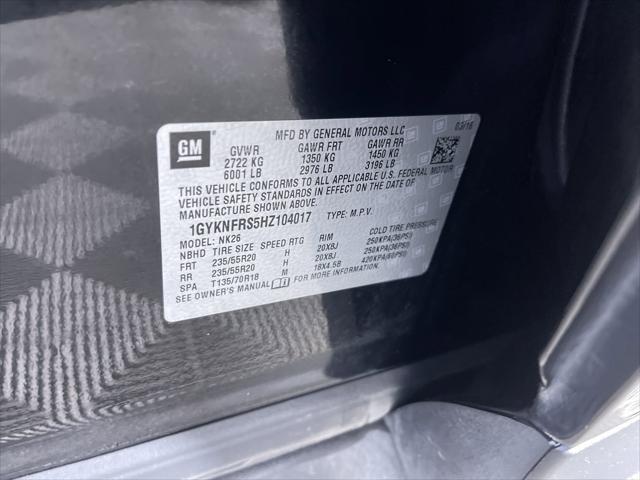 GM
MFD BY GENERAL MOTORS LLC 03/16
GVWR GAWR FRT GAWR RR
2722 KG 1350 KG 1450 KG
6001 LB 2976 LB 3196 LB
THIS VEHICLE CONFORMS TO ALL APPLICABLE U.S. FEDERAL MOTOR
VEHICLE SAFETY STANDARDS IN EFFECT ON THE DATE OF
MANUFACTURE SHOWN ABOVE.
1GYKNFRS5HZ104017 TYPE: M.P.V.
MODEL: NK26
NBHD TIRE SIZE SPEED RTG RIM COLD TIRE PRESSURE
FRT 235/55R20 H 20X8J 250KPA(36PSI)
RR 235/55R20 H 20X8J 250KPA(36PSI)
SPA T135/70R18 M 18X4.5B 420KPA(60PSI)
SEE OWNER'S MANUAL FOR MORE INFORMATION.